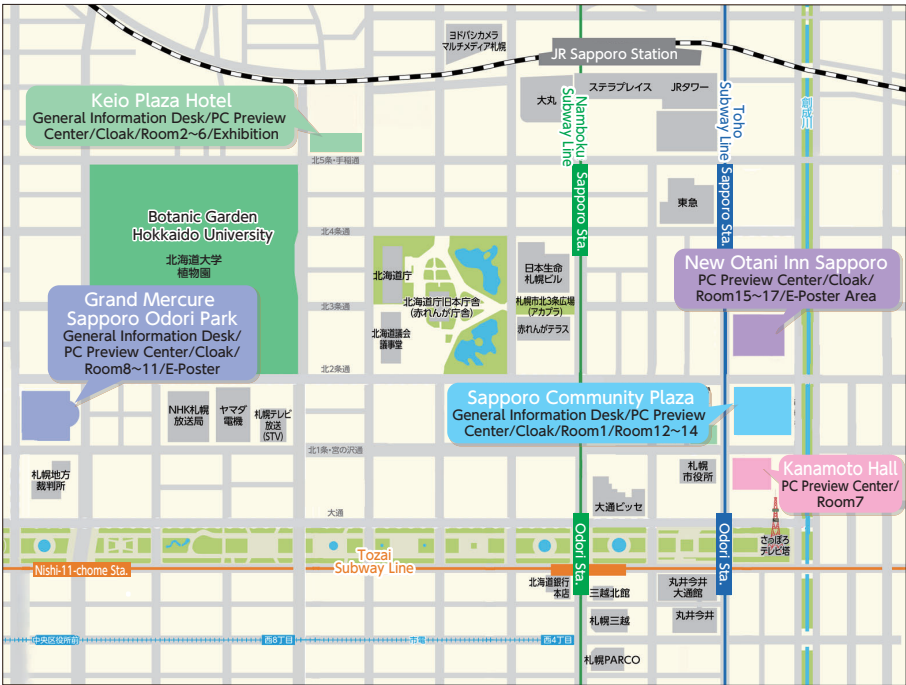 ヨドバシカメラ
マルチメディア札幌
JR Sapporo Station
大丸
ステラプレイス
JRタワー
創成川
Keio Plaza Hotel
General Information Desk/PC Preview
Center/Cloak/Room2~6/Exhibition
Namboku
Subway Line
Toho
Subway Line
北5条・手稲通
Sapporo Sta.
Sapporo Sta.
東急
Botanic Garden
Hokkaido University
北海道大学
植物園
北4条通
北海道庁
北海道庁旧本庁舎
(赤れんが庁舎)
日本生命
札幌ビル
New Otani Inn Sapporo
PC Preview Center/Cloak/
Room15~17/E-Poster Area
Grand Mercure
Sapporo Odori Park
General Information Desk/
PC Preview Center/Cloak/
Room8~11/E-Poster
北3条通
札幌市北3条広場
(アカプラ)
北海道議会
議事堂
赤れんがテラス
北2条通
Sapporo Community Plaza
General Information Desk/PC Preview
Center/Cloak/Room1/Room12~14
NHK札幌
放送局
ヤマダ
電機
札幌テレビ
放送
(STV)
北1条・宮の沢通
札幌地方
裁判所
札幌
市役所
Kanamoto Hall
PC Preview Center/
Room7
大通ビッセ
大通
さっぽろ
テレビ塔
Tozai
Subway Line
Odori Sta.
Odori Sta.
Nishi-11-chome Sta.
北海道銀行
本店
三越北館
丸井今井
大通館
札幌三越
丸井今井
中央区役所前
西8丁目
市電
西4丁目
札幌PARCO